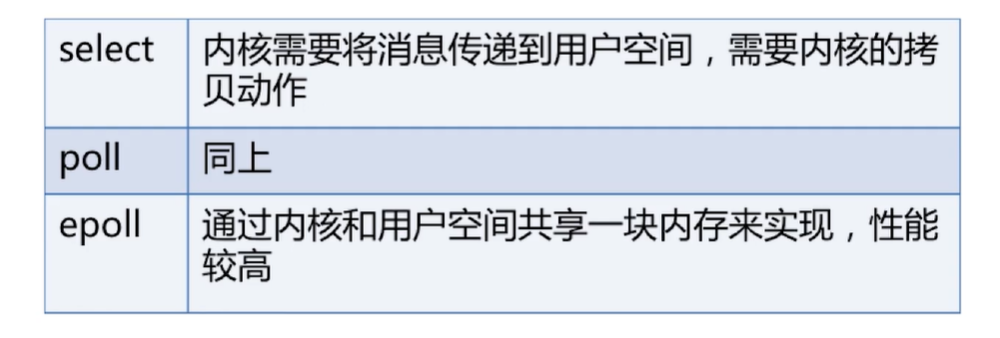 select 内核需要将消息传递到用户空间，需要内核的拷
贝动作
poll 同上
epoll 通过内核和用户空间共享一块内存来实现，性能
较高